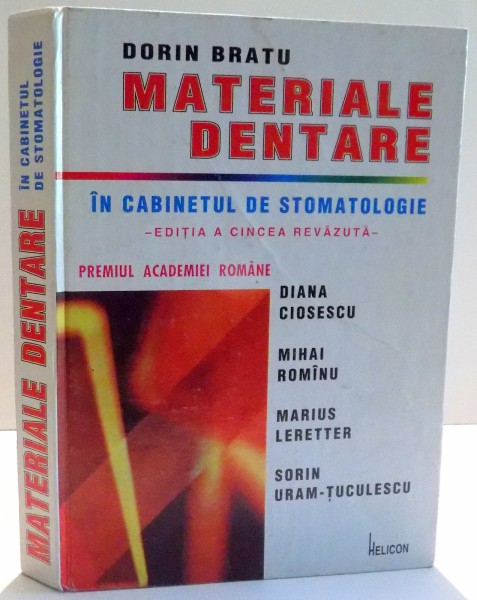 DORIN BRATU
MATERIALE
DENTARE
ÎN CABINETUL DE STOMATOLOGIE
–EDIȚIA A CINCEA REVĂZUTĂ–
PREMIUL ACADEMIEI ROMÂNE
DIANA
CIOSESCU
MIHAI
ROMÎNU
MARIUS
LERETTER
SORIN
URAM-ȚUCULESCU
HELICON
MATERIALE DENTARE
ÎN CABINETUL
DE STOMATOLOGIE